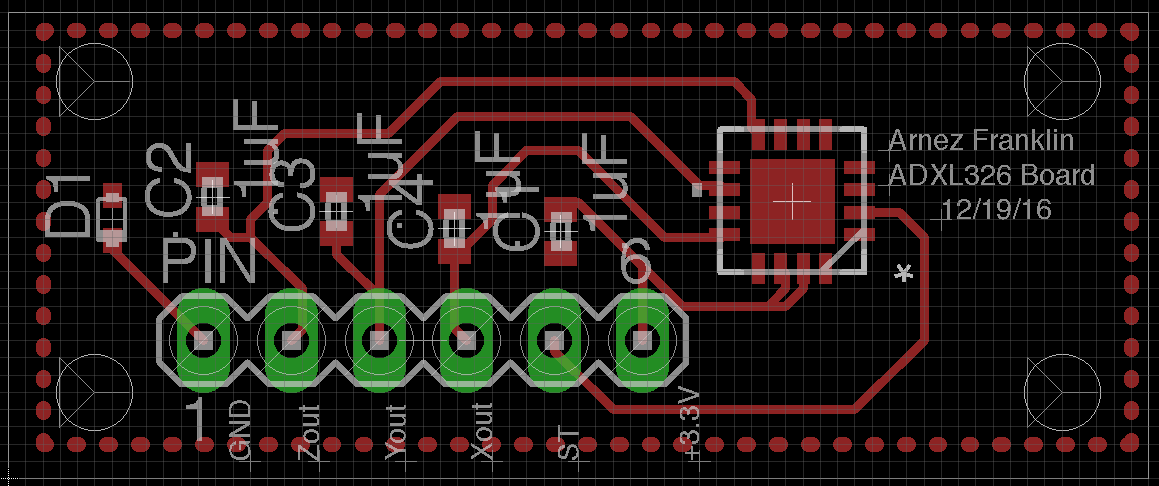 Arnez Franklin
ADXL326 Board
12/19/16
D1
C2
1uF
C3
1uF
C4
1uF
C1
1uF
PIN
6
*
1
GND
Zout
Yout
Xout
ST
+3.3V